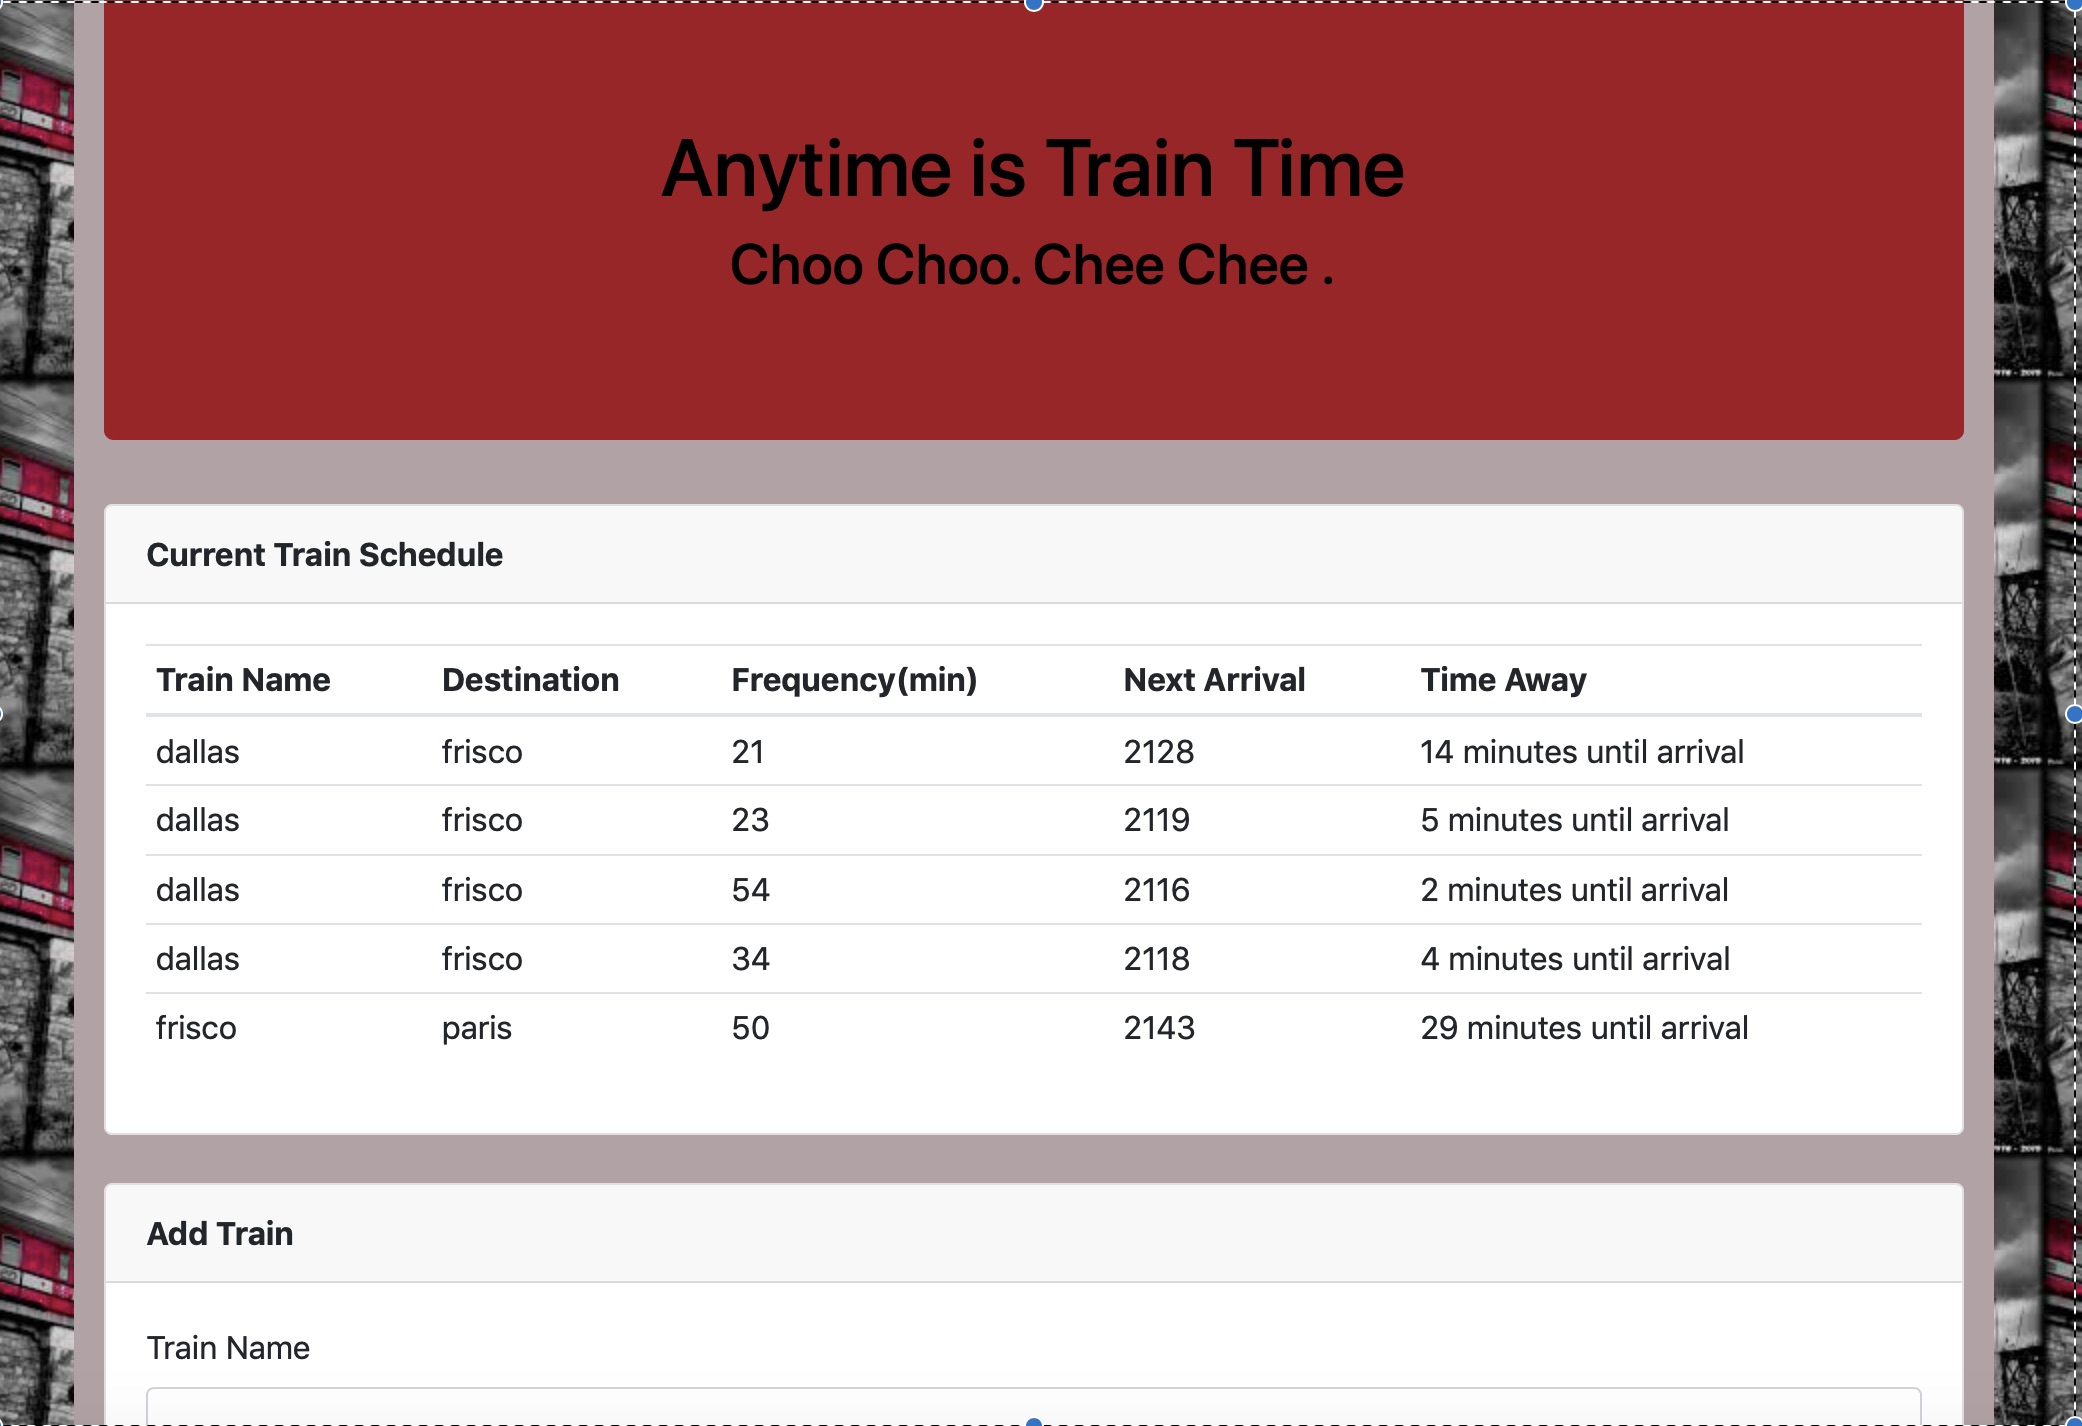 Anytime is Train Time
Choo Choo. Chee Chee .
Current Train Schedule
Train Name Destination Frequency(min) Next Arrival Time Away
dallas frisco 21 2128 14 minutes until arrival
dallas frisco 23 2119 5 minutes until arrival
dallas frisco 54 2116 2 minutes until arrival
dallas frisco 34 2118 4 minutes until arrival
frisco paris 50 2143 29 minutes until arrival
Add Train
Train Name